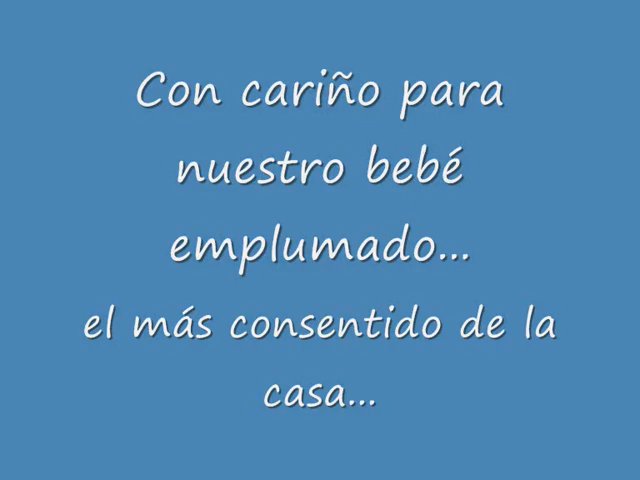 Con cariño para
nuestro bebé
emplumado...
el más consentido de la
casa...